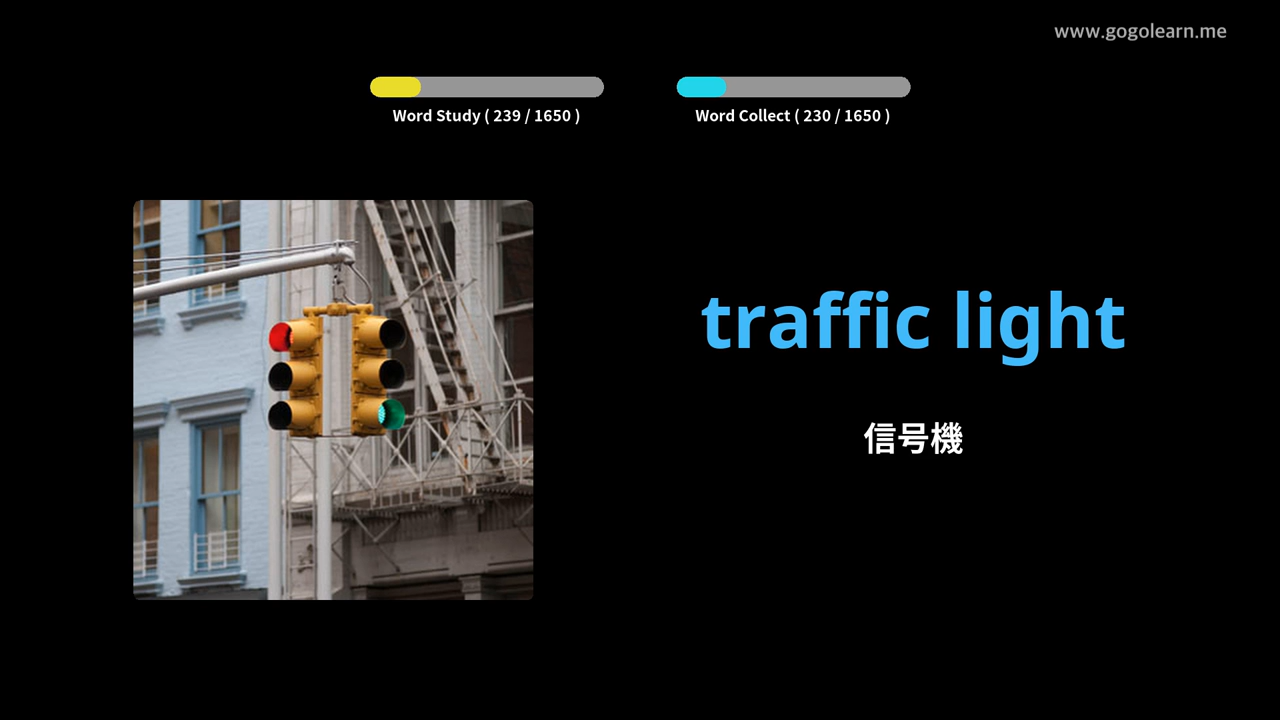 www.gogolearn.me
Word Study ( 239 / 1650 )
Word Collect ( 230 / 1650 )
traffic light
信号機